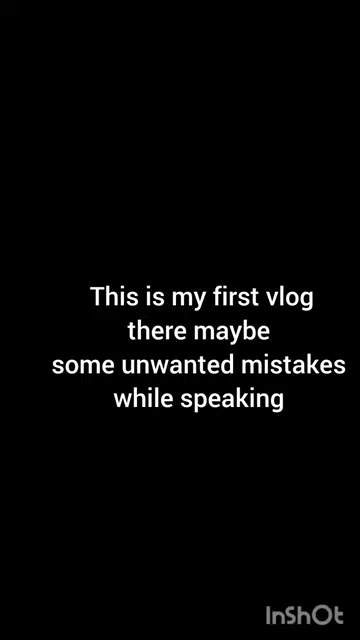 This is my first vlog
there maybe
some unwanted mistakes
while speaking
InShOt